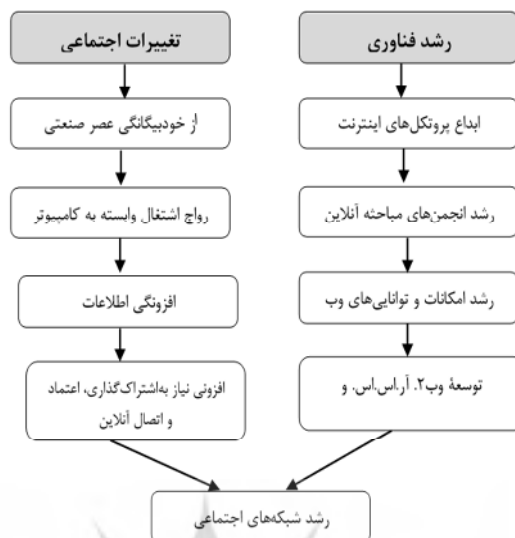 رشد فناوری
ابداع پروتکل‌های اینترنت
رشد انجمن‌های مباحثه آنلاین
رشد امکانات و توانایی‌های وب
توسعهٔ وب۲. آر.اس.اس. و
تغییرات اجتماعی
از خودبیگانگی عصر صنعتی
رواج اشتغال وابسته به کامپیوتر
افزونگی اطلاعات
افزونی نیاز به‌اشتراک‌گذاری، اعتماد
و اتصال آنلاین
رشد شبکه‌های اجتماعی